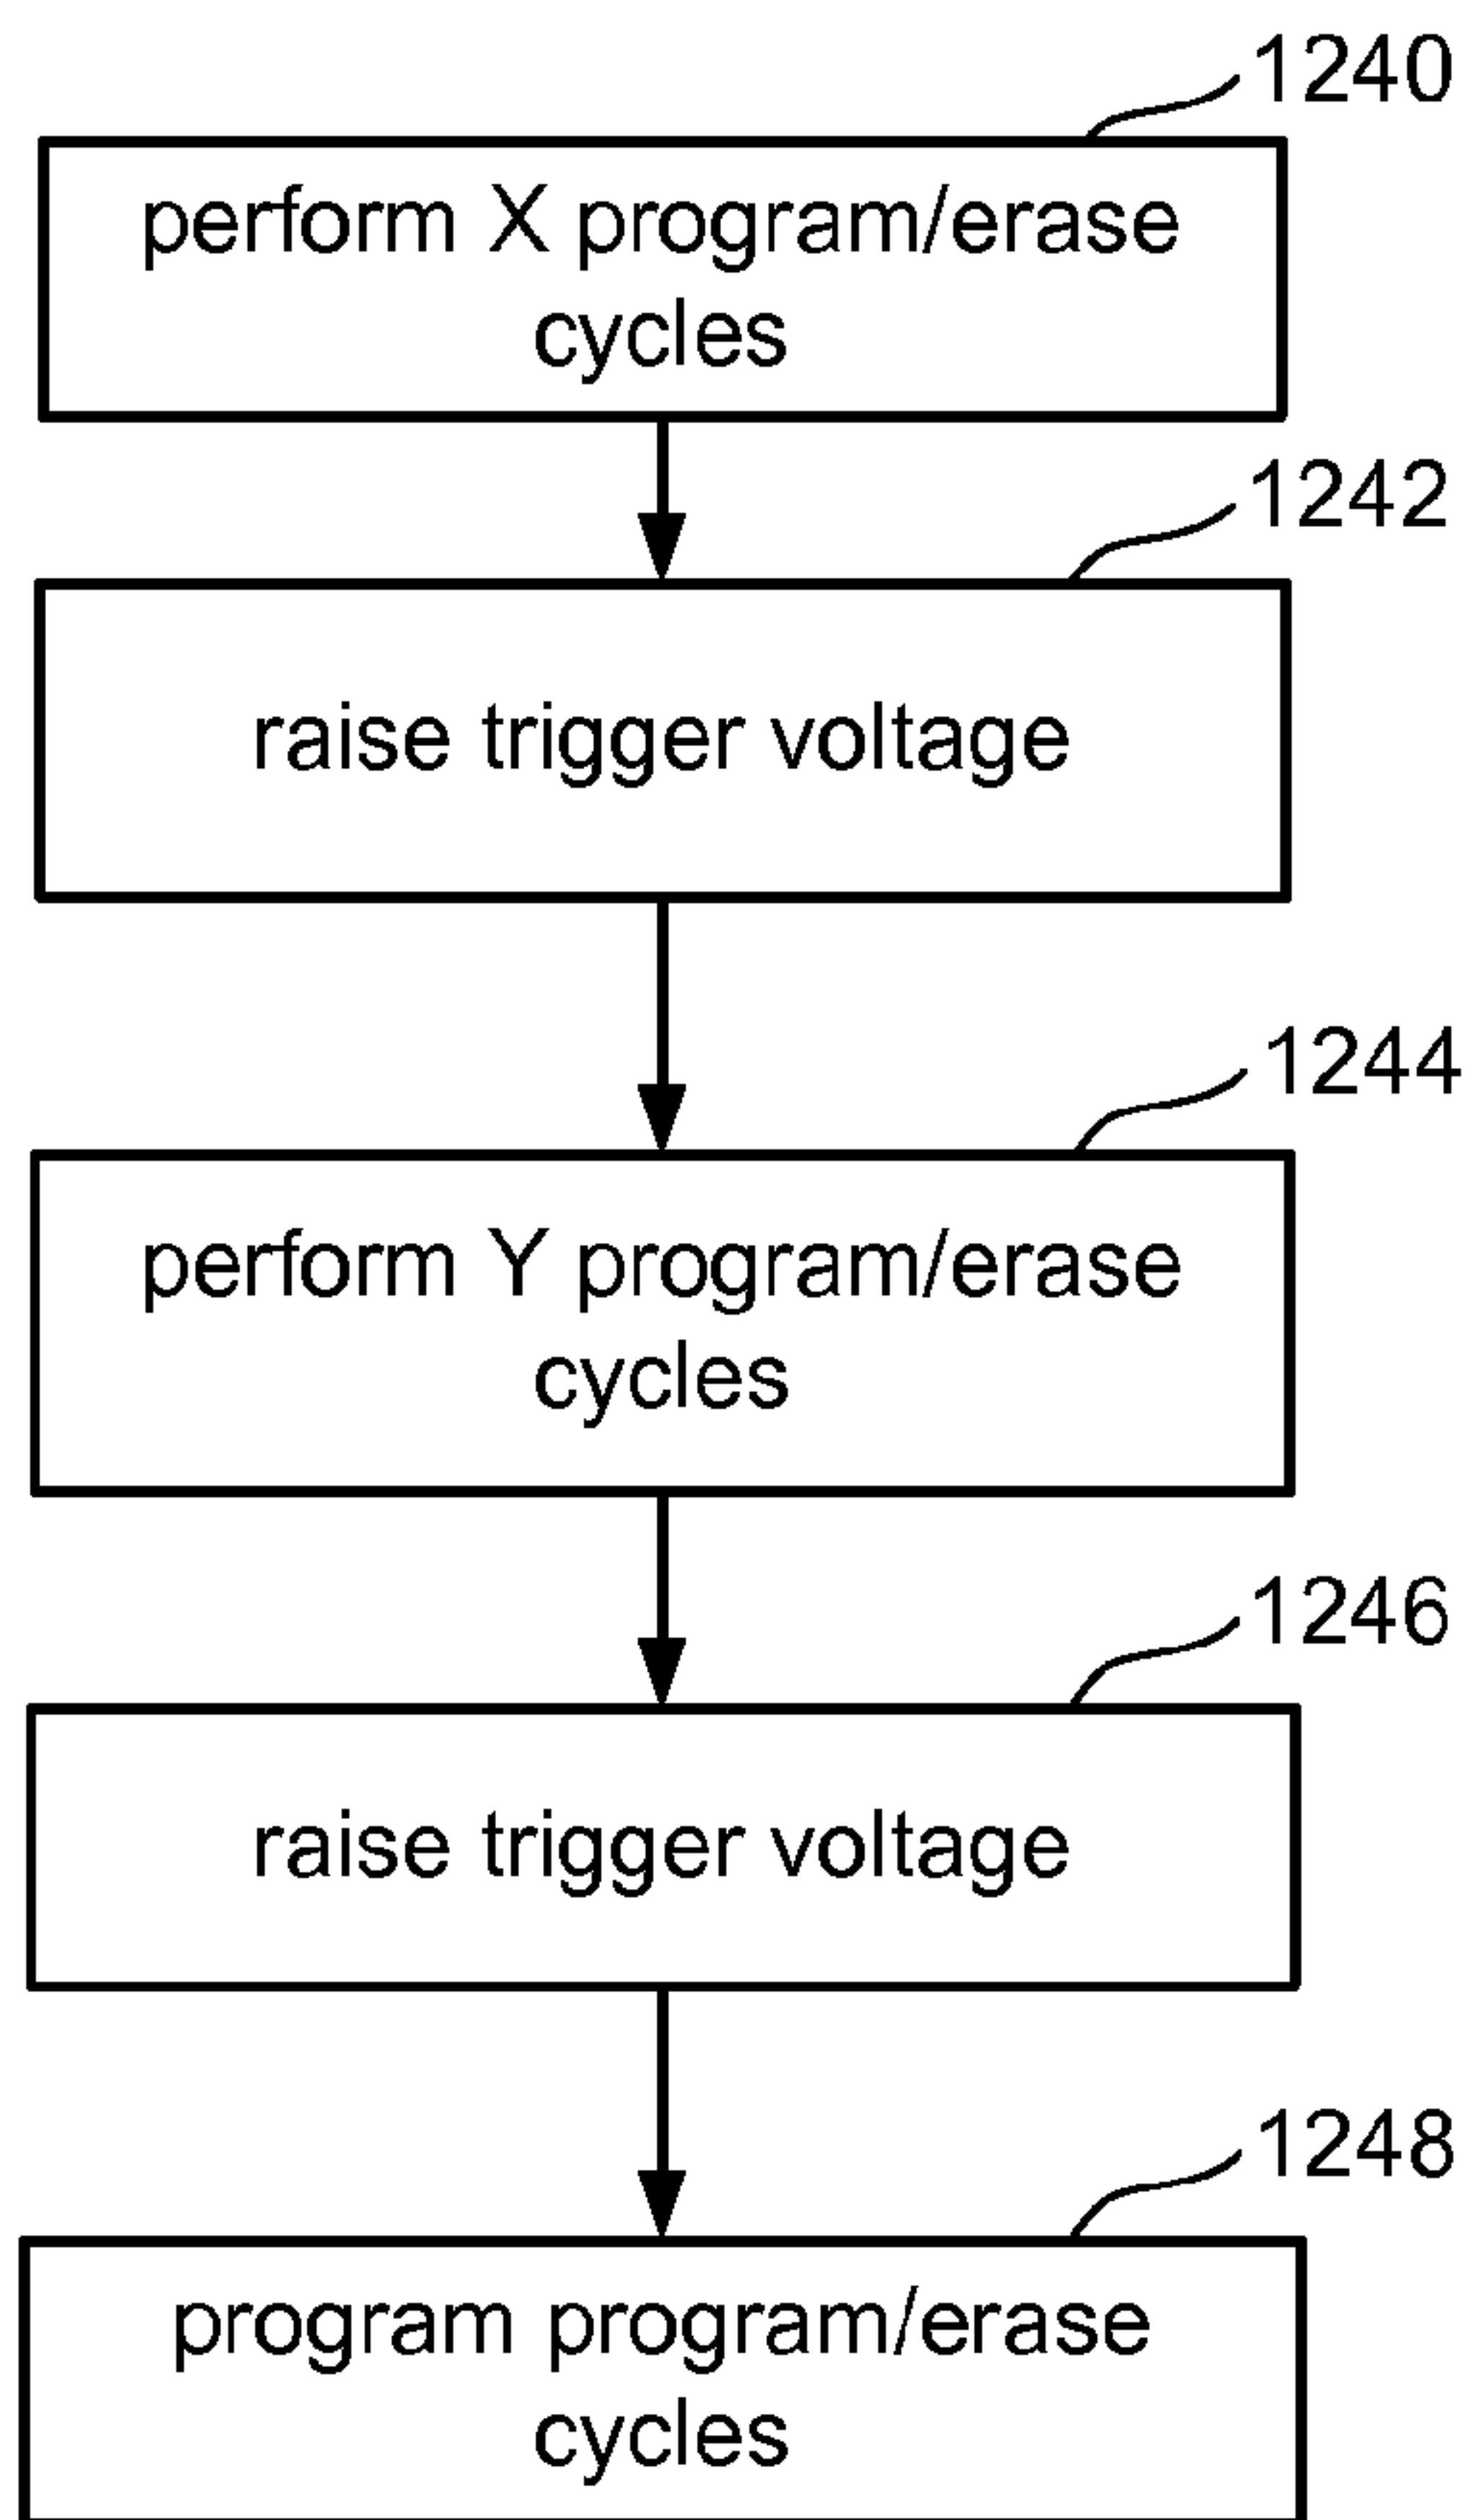 1240
perform X program/erase
cycles
1242
raise trigger voltage
1244
perform Y program/erase
cycles
1246
raise trigger voltage
1248
program program/erase
cycles